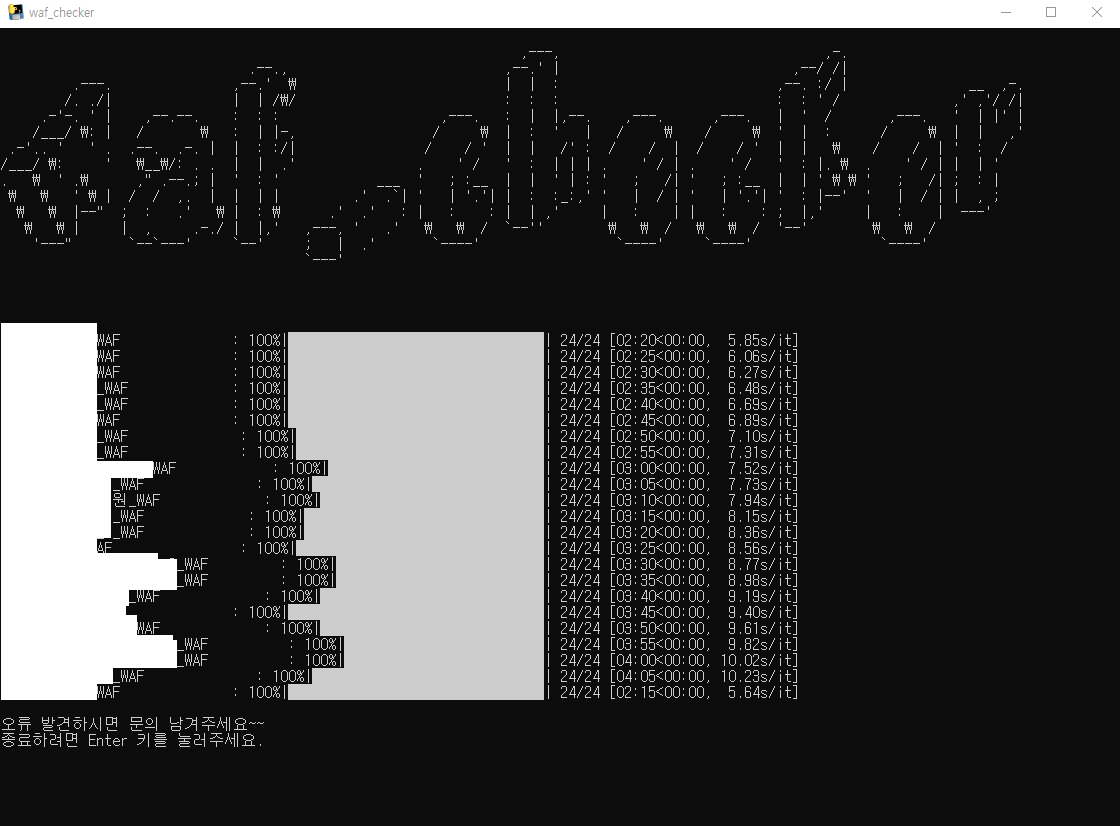 waf_checker
WAF : 100%| | 24/24 [02:20<00:00, 5.85s/it]
WAF : 100%| | 24/24 [02:25<00:00, 6.06s/it]
WAF : 100%| | 24/24 [02:30<00:00, 6.27s/it]
_WAF : 100%| | 24/24 [02:35<00:00, 6.48s/it]
_WAF : 100%| | 24/24 [02:40<00:00, 6.69s/it]
WAF : 100%| | 24/24 [02:45<00:00, 6.89s/it]
_WAF : 100%| | 24/24 [02:50<00:00, 7.10s/it]
_WAF : 100%| | 24/24 [02:55<00:00, 7.31s/it]
WAF : 100%| | 24/24 [03:00<00:00, 7.52s/it]
_WAF : 100%| | 24/24 [03:05<00:00, 7.73s/it]
원_WAF : 100%| | 24/24 [03:10<00:00, 7.94s/it]
_WAF : 100%| | 24/24 [03:15<00:00, 8.15s/it]
_WAF : 100%| | 24/24 [03:20<00:00, 8.36s/it]
AF : 100%| | 24/24 [03:25<00:00, 8.56s/it]
_WAF : 100%| | 24/24 [03:30<00:00, 8.77s/it]
_WAF : 100%| | 24/24 [03:35<00:00, 8.98s/it]
_WAF : 100%| | 24/24 [03:40<00:00, 9.19s/it]
: 100%| | 24/24 [03:45<00:00, 9.40s/it]
WAF : 100%| | 24/24 [03:50<00:00, 9.61s/it]
_WAF : 100%| | 24/24 [03:55<00:00, 9.82s/it]
_WAF : 100%| | 24/24 [04:00<00:00, 10.02s/it]
_WAF : 100%| | 24/24 [04:05<00:00, 10.23s/it]
WAF : 100%| | 24/24 [02:15<00:00, 5.64s/it]
오류 발견하시면 문의 남겨주세요~~
종료하려면 Enter 키를 눌러주세요.